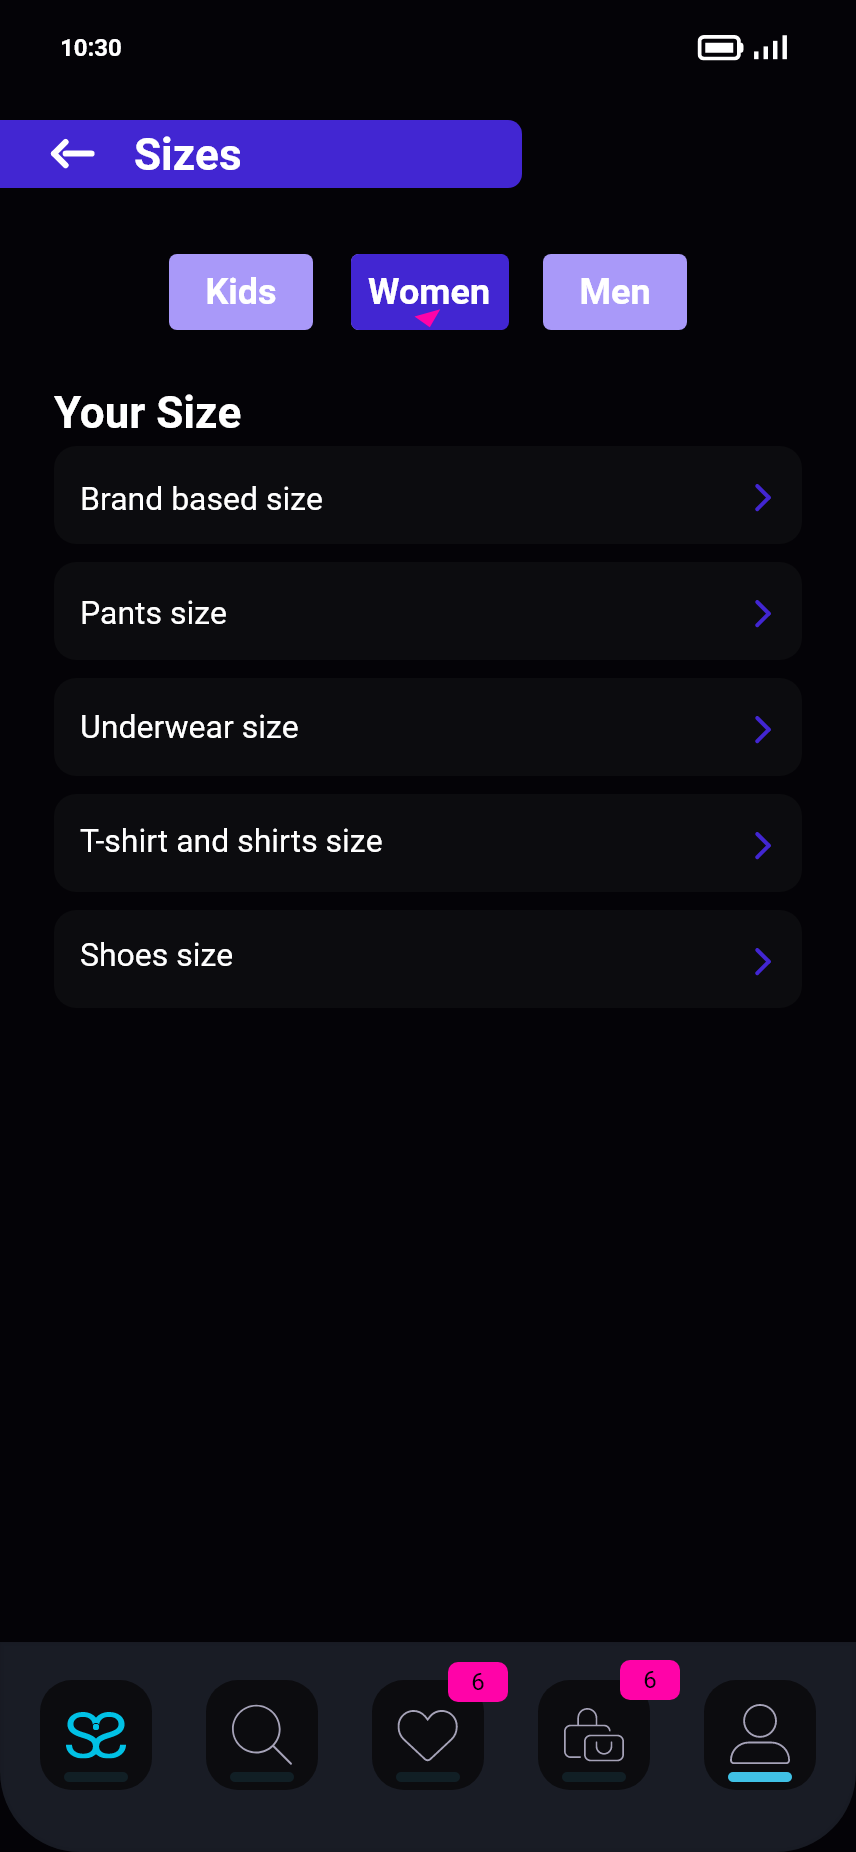 10:30
Sizes
Kids
Women
Men
Your Size
Brand based size
Pants size
Underwear size
T-shirt and shirts size
Shoes size
6
6